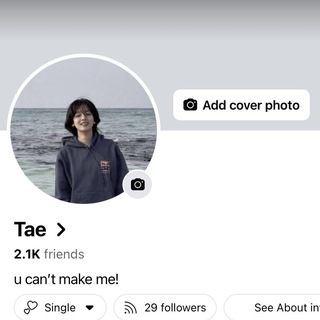 Add cover photo
Tae
2.1K friends
u can't make me!
Single
29 followers
See About in